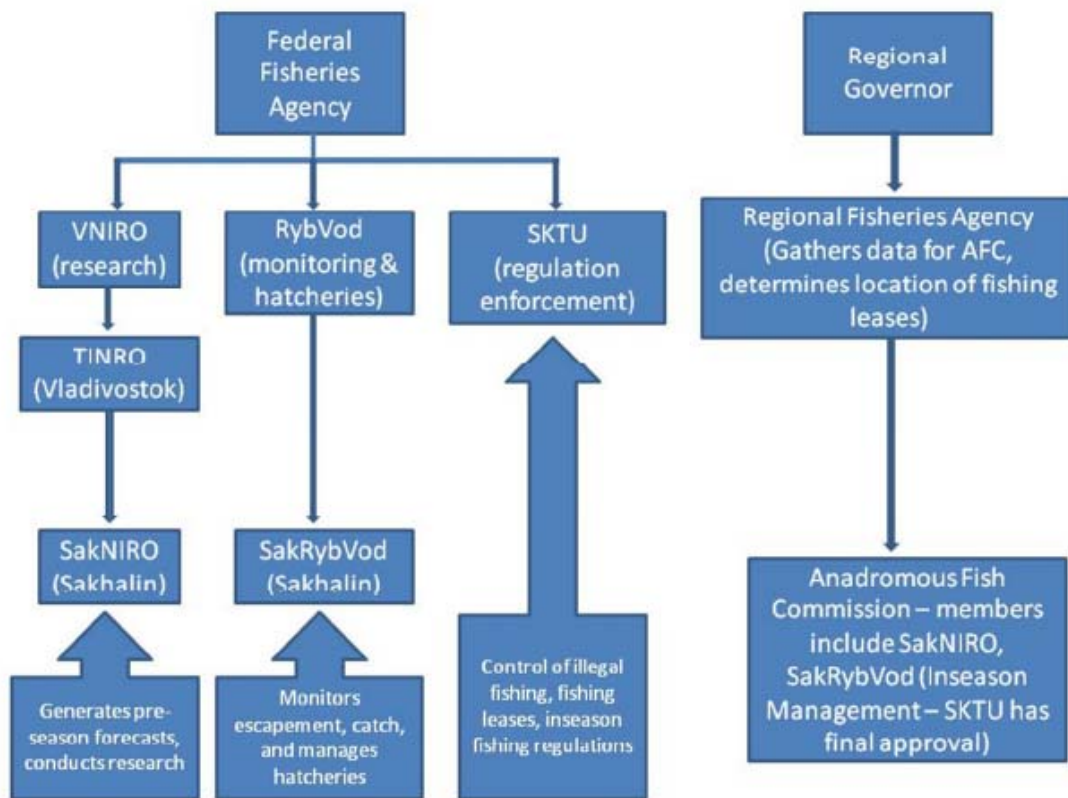 Federal
Fisheries
Agency
Regional
Governor
VNIRO
(research)
RybVod
(monitoring &
hatcheries)
SKTU
(regulation
enforcement)
Regional Fisheries Agency
(Gathers data for AFC,
determines location of fishing
leases)
TINRO
(Vladivostok)
SakNIRO
(Sakhalin)
SakRybVod
(Sakhalin)
Anadromous Fish
Commission – members
include SakNIRO,
SakRybVod (Inseason
Management – SKTU has
final approval)
Generates pre-
season forecasts,
conducts research
Monitors
escapement, catch,
and manages
hatcheries
Control of illegal
fishing, fishing
leases, inseason
fishing regulations